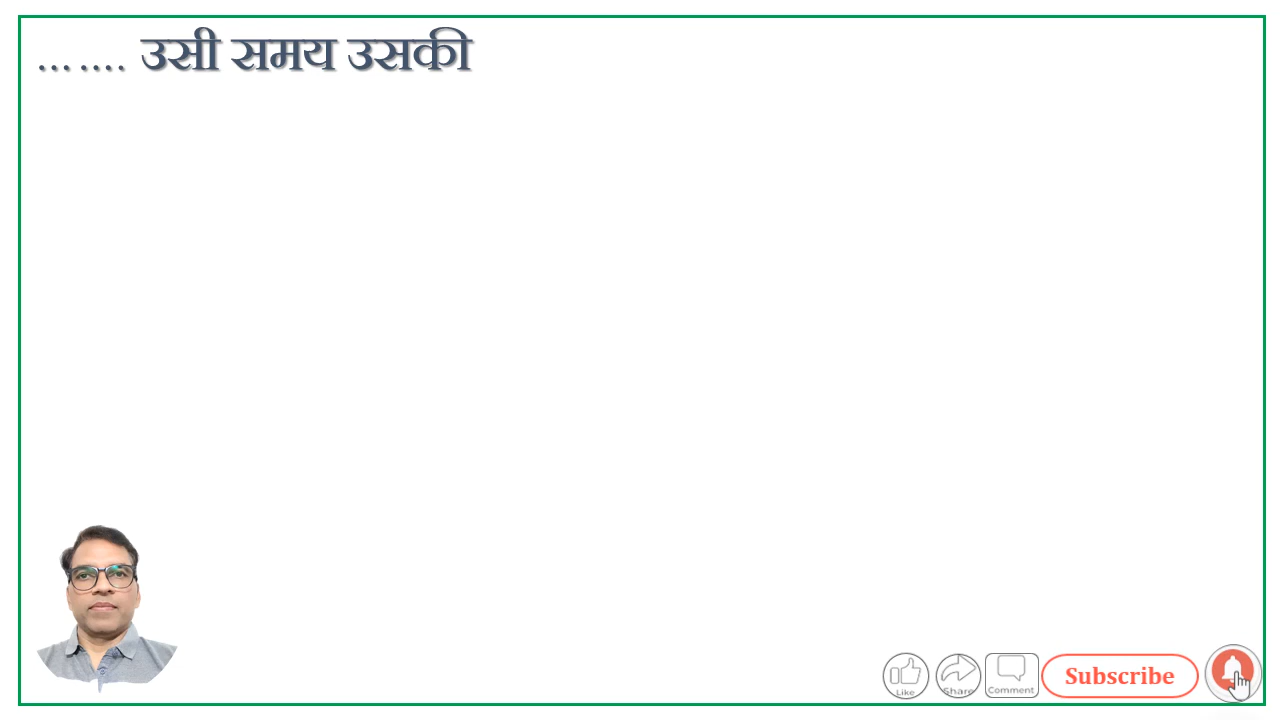 ....... उसी समय उसकी
Like
Share
Comment
Subscribe